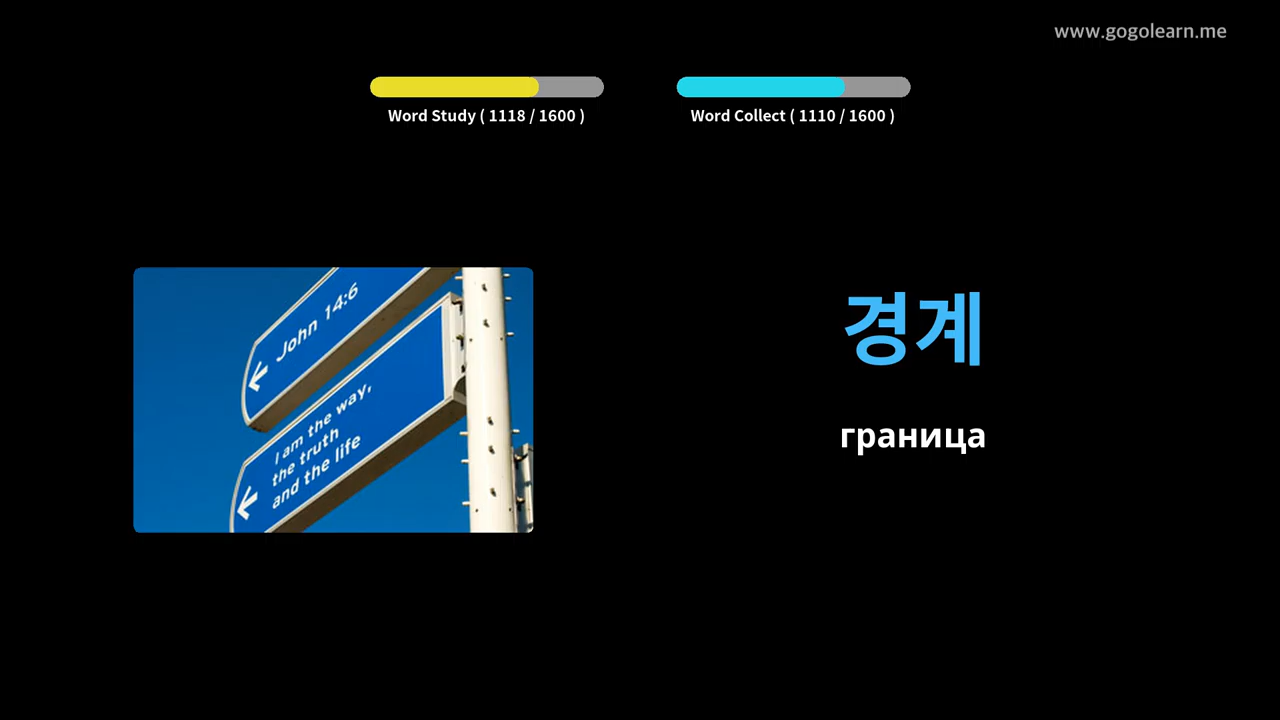 www.gogolearn.me
Word Study ( 1118 / 1600 )
Word Collect ( 1110 / 1600 )
John 14:6
I am the way,
the truth
and the life
경계
граница